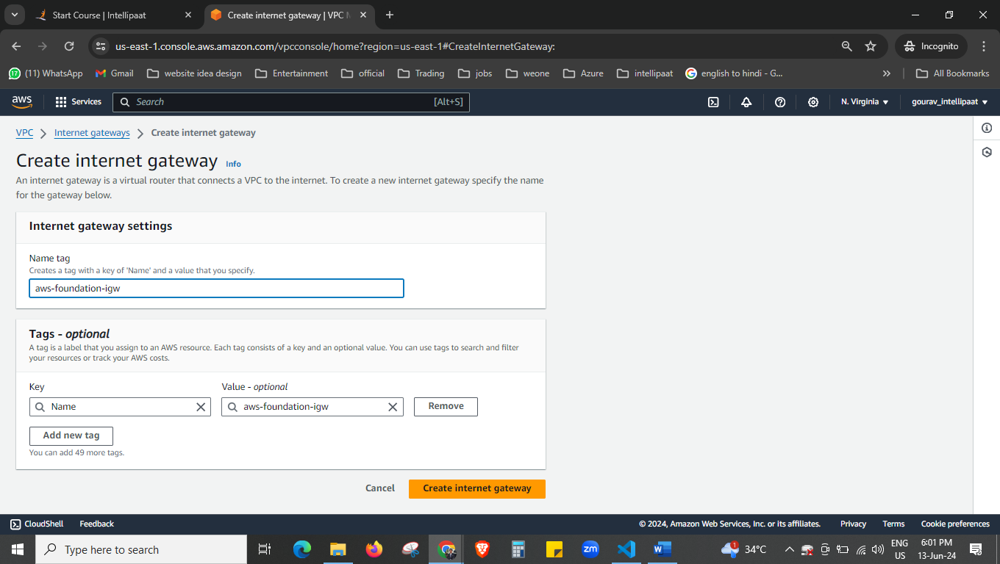 Start Course | Intellipaat
Create internet gateway | VPC M
us-east-1.console.aws.amazon.com/vpcconsole/home?region=us-east-1#CreateInternetGateway:
Incognito
17
(11) WhatsApp
Gmail
website idea design
Entertainment
official
Trading
jobs
weone
Azure
intellipaat
english to hindi - G...
All Bookmarks
aws
Services
Search
[Alt+S]
N. Virginia
gourav_intellipaat
VPC
Internet gateways
Create internet gateway
Create internet gateway
Info
An internet gateway is a virtual router that connects a VPC to the internet. To create a new internet gateway specify the name
for the gateway below.
Internet gateway settings
Name tag
Creates a tag with a key of 'Name' and a value that you specify.
aws-foundation-igw
Tags - optional
A tag is a label that you assign to an AWS resource. Each tag consists of a key and an optional value. You can use tags to search and filter
your resources or track your AWS costs.
Key
Value - optional
Name
aws-foundation-igw
Remove
Add new tag
You can add 49 more tags.
Cancel
Create internet gateway
CloudShell
Feedback
© 2024, Amazon Web Services, Inc. or its affiliates.
Privacy
Terms
Cookie preferences
Type here to search
zm
1
34°C
ENG
US
6:01 PM
13-Jun-24